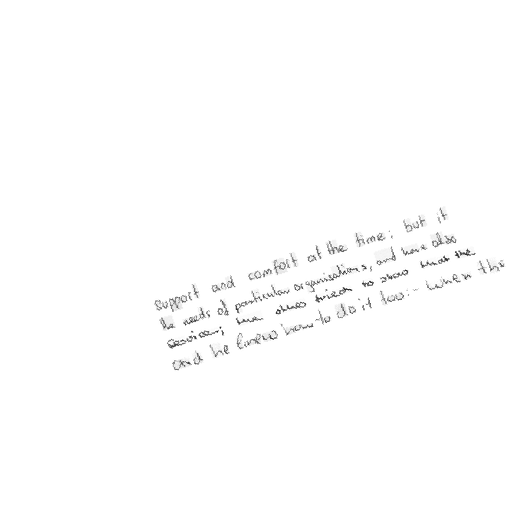 support and comfort at the time; but it
the needs of particular organisations, and have also
Services; we also tried to show that the
and he knew how to do it too:- when the